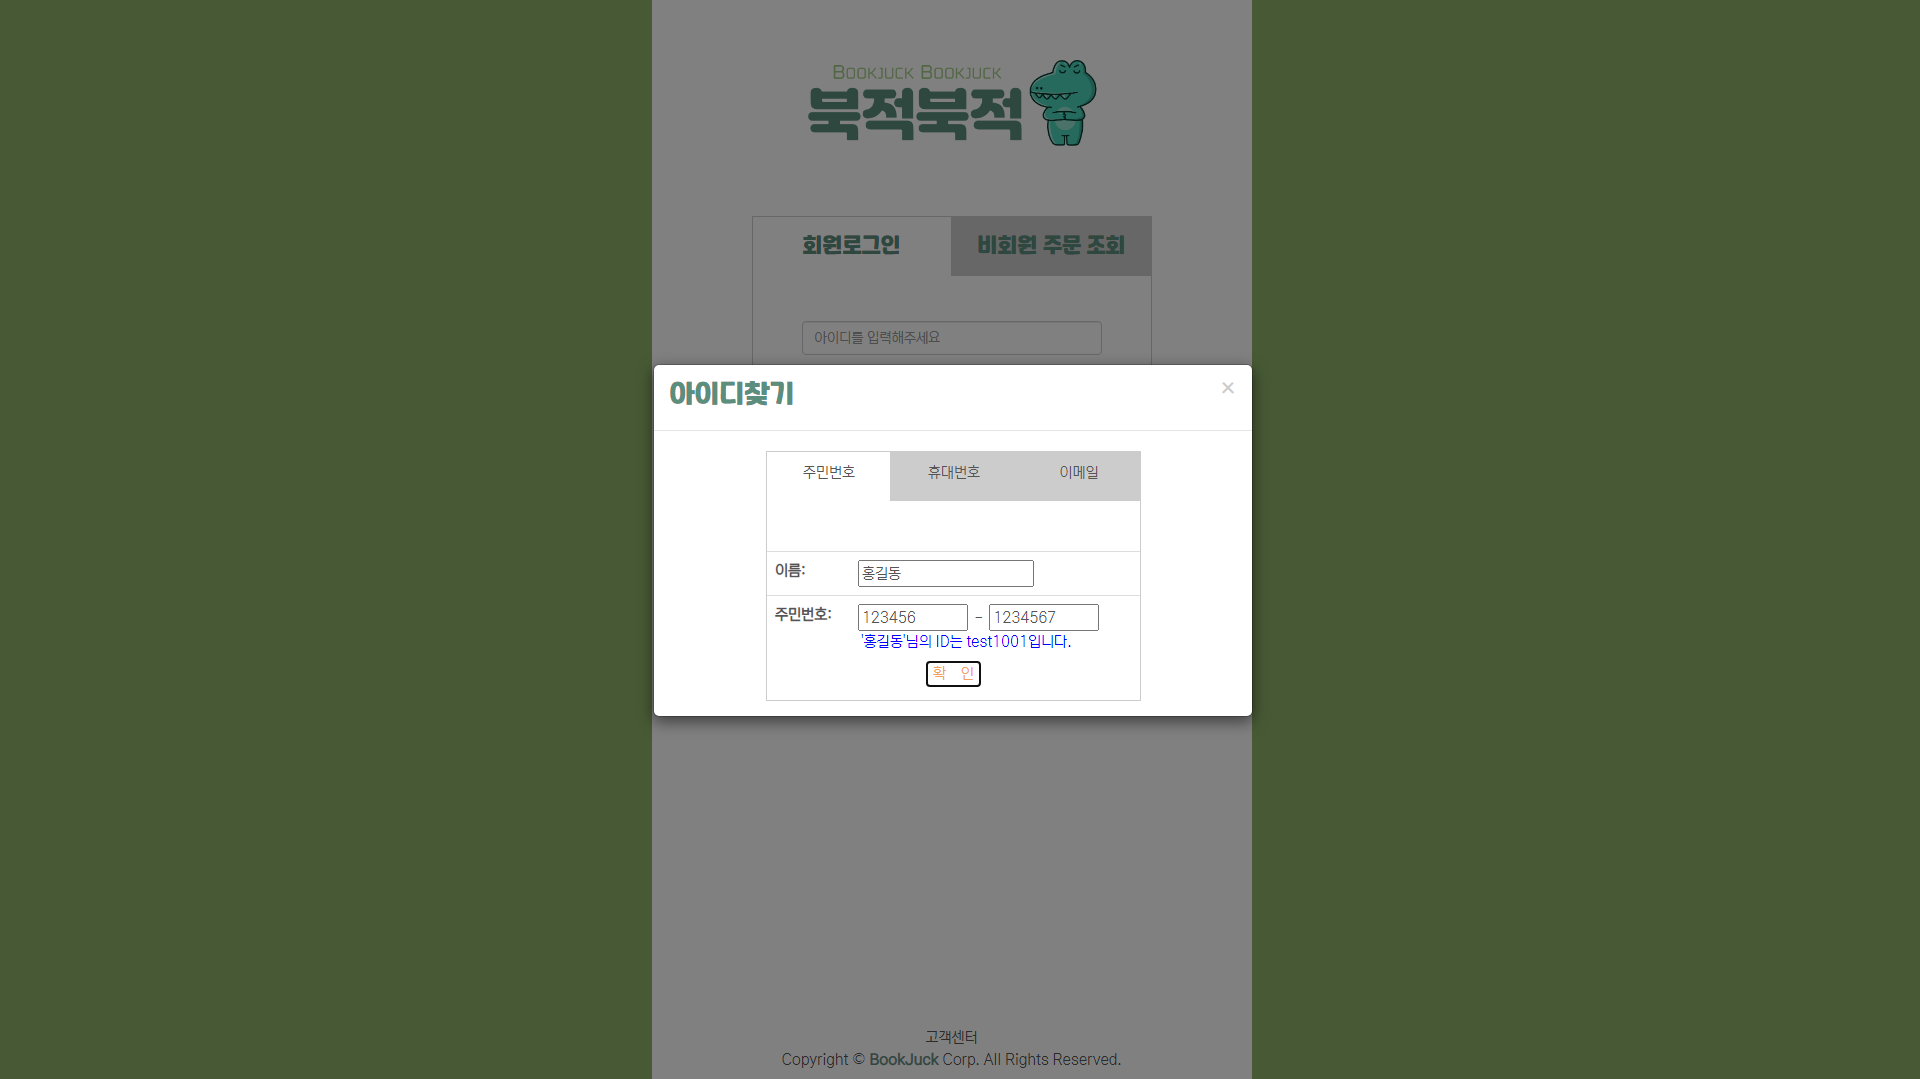 BOOKJUCK BOOKJUCK
북적북적
회원로그인 비회원 주문 조회
아이디를 입력해주세요
아이디찾기 ×
주민번호 휴대번호 이메일
이름: 홍길동
주민번호: 123456 - 1234567
'홍길동'님의 ID는 test1001입니다.
확 인
고객센터
Copyright © BookJuck Corp. All Rights Reserved.